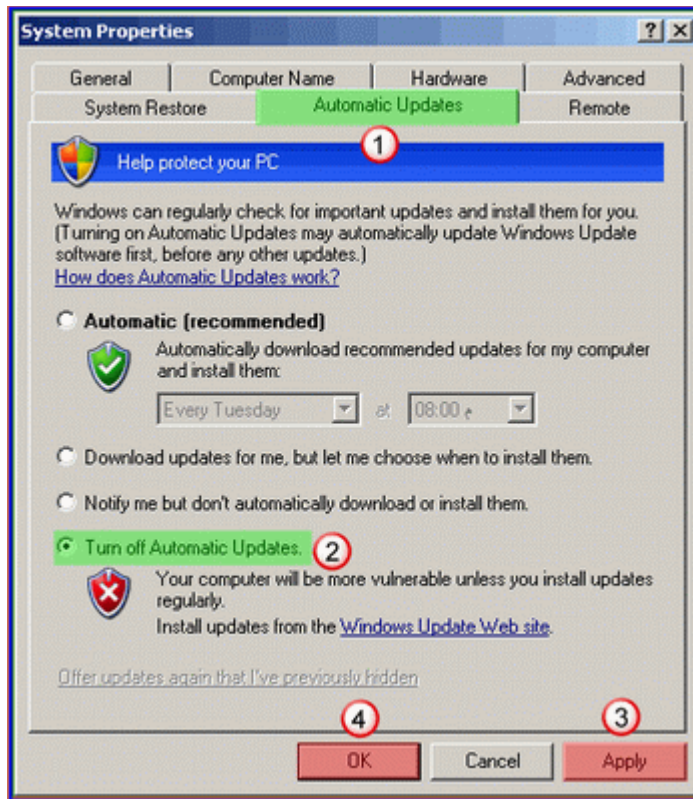 System Properties
General Computer Name Hardware Advanced
System Restore Automatic Updates Remote
1
Help protect your PC
Windows can regularly check for important updates and install them for you.
(Turning on Automatic Updates may automatically update Windows Update
software first, before any other updates.)
How does Automatic Updates work?
Automatic (recommended)
Automatically download recommended updates for my computer
and install them:
Every Tuesday at 08:00 م
Download updates for me, but let me choose when to install them.
Notify me but don't automatically download or install them.
Turn off Automatic Updates. 2
Your computer will be more vulnerable unless you install updates
regularly.
Install updates from the Windows Update Web site.
Offer updates again that I've previously hidden
4 3
OK Cancel Apply